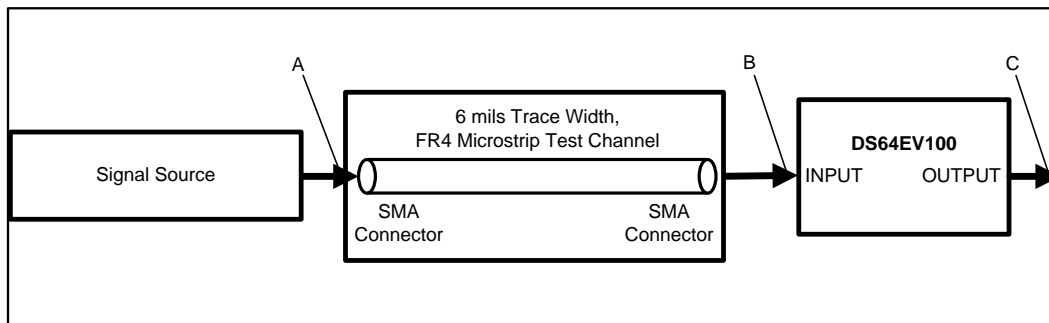 A
B
C
6 mils Trace Width,
FR4 Microstrip Test Channel
Signal Source
SMA
Connector
SMA
Connector
DS64EV100
INPUT
OUTPUT